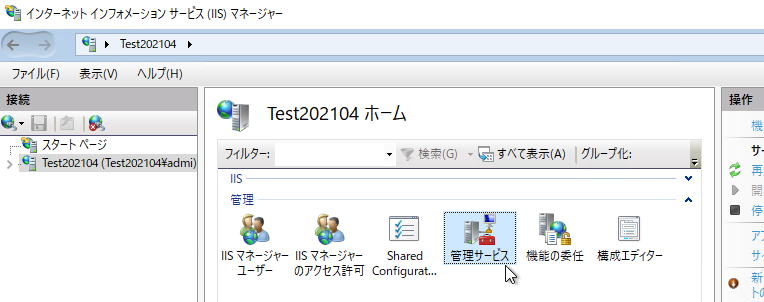 インターネット インフォメーション サービス (IIS) マネージャー
Test202104
ファイル(F) 表示(V) ヘルプ(H)
接続
スタート ページ
Test202104 (Test202104¥admi)
Test202104 ホーム
フィルター: 検索(G) すべて表示(A) グループ化:
IIS
管理
IIS マネージャー
ユーザー
IIS マネージャー
のアクセス許可
Shared
Configurat...
管理サービス
機能の委任
構成エディター
操作
機
サー
再
開
停
アプ
サイ
新
トの